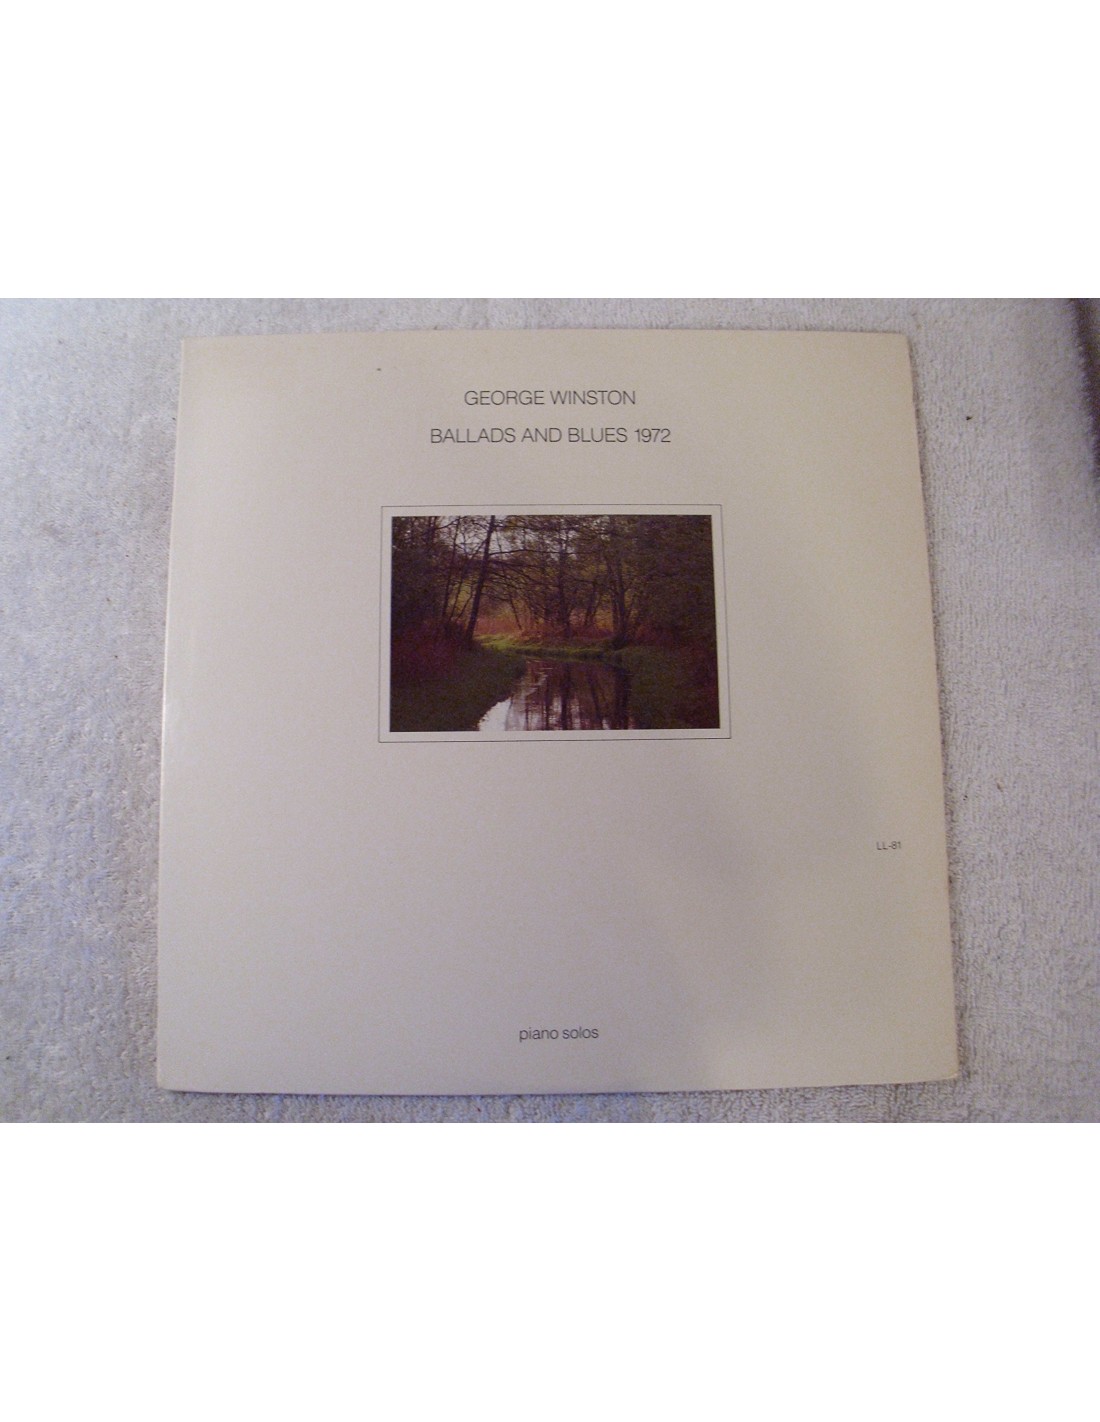 GEORGE WINSTON
BALLADS AND BLUES 1972
LL-81
piano solos